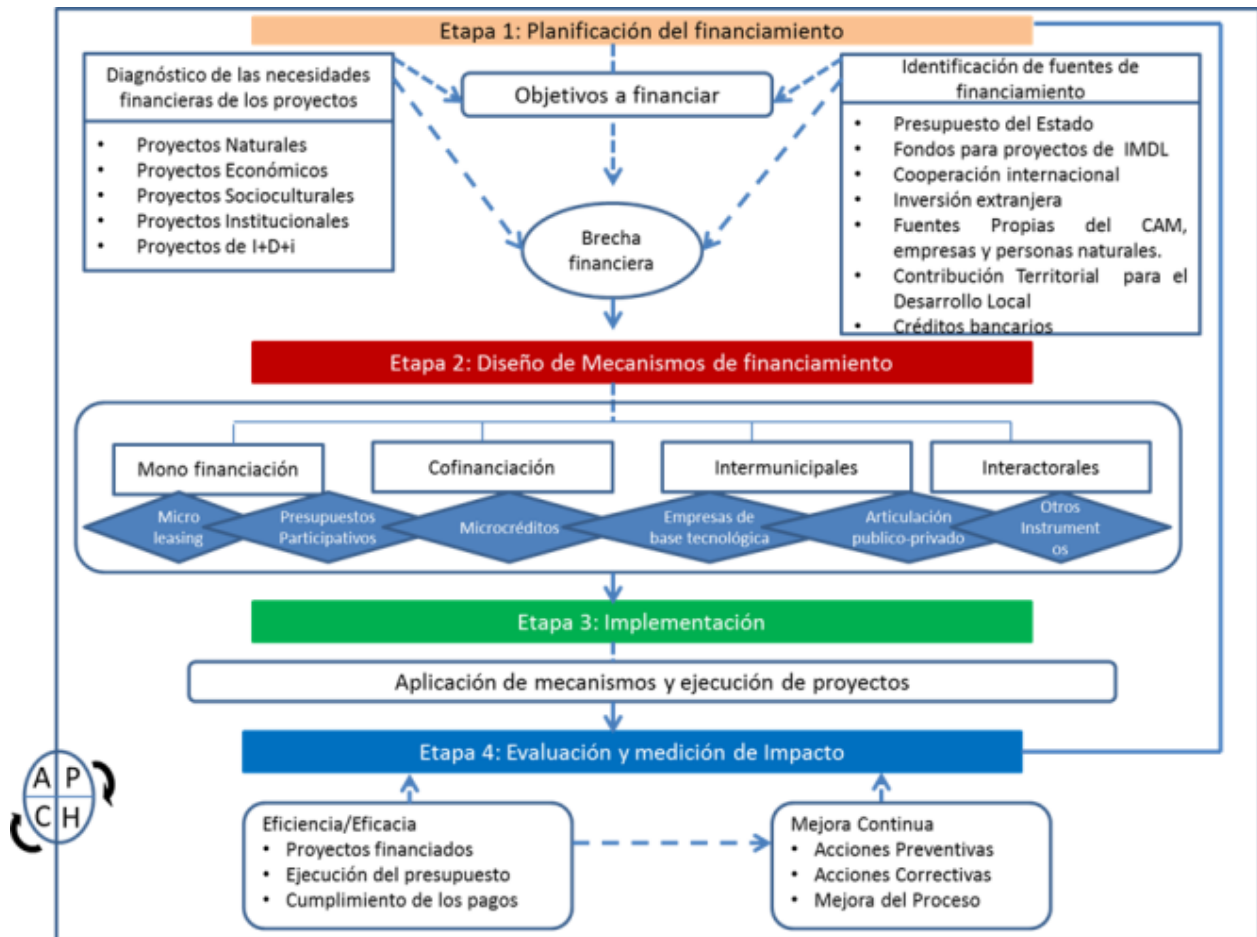 Etapa 1: Planificación del financiamiento
Diagnóstico de las necesidades
financieras de los proyectos
• Proyectos Naturales
• Proyectos Económicos
• Proyectos Socioculturales
• Proyectos Institucionales
• Proyectos de I+D+i
Objetivos a financiar
Brecha
financiera
Identificación de fuentes de
financiamiento
• Presupuesto del Estado
• Fondos para proyectos de IMDL
• Cooperación internacional
• Inversión extranjera
• Fuentes Propias del CAM,
empresas y personas naturales.
• Contribución Territorial para el
Desarrollo Local
• Créditos bancarios
Etapa 2: Diseño de Mecanismos de financiamiento
Mono financiación
Cofinanciación
Intermunicipales
Interactorales
Micro
leasing
Presupuestos
Participativos
Microcréditos
Empresas de
base tecnológica
Articulación
publico-privado
Otros
Instrument
os
Etapa 3: Implementación
Aplicación de mecanismos y ejecución de proyectos
Etapa 4: Evaluación y medición de Impacto
A P
C H
Eficiencia/Eficacia
• Proyectos financiados
• Ejecución del presupuesto
• Cumplimiento de los pagos
Mejora Continua
• Acciones Preventivas
• Acciones Correctivas
• Mejora del Proceso